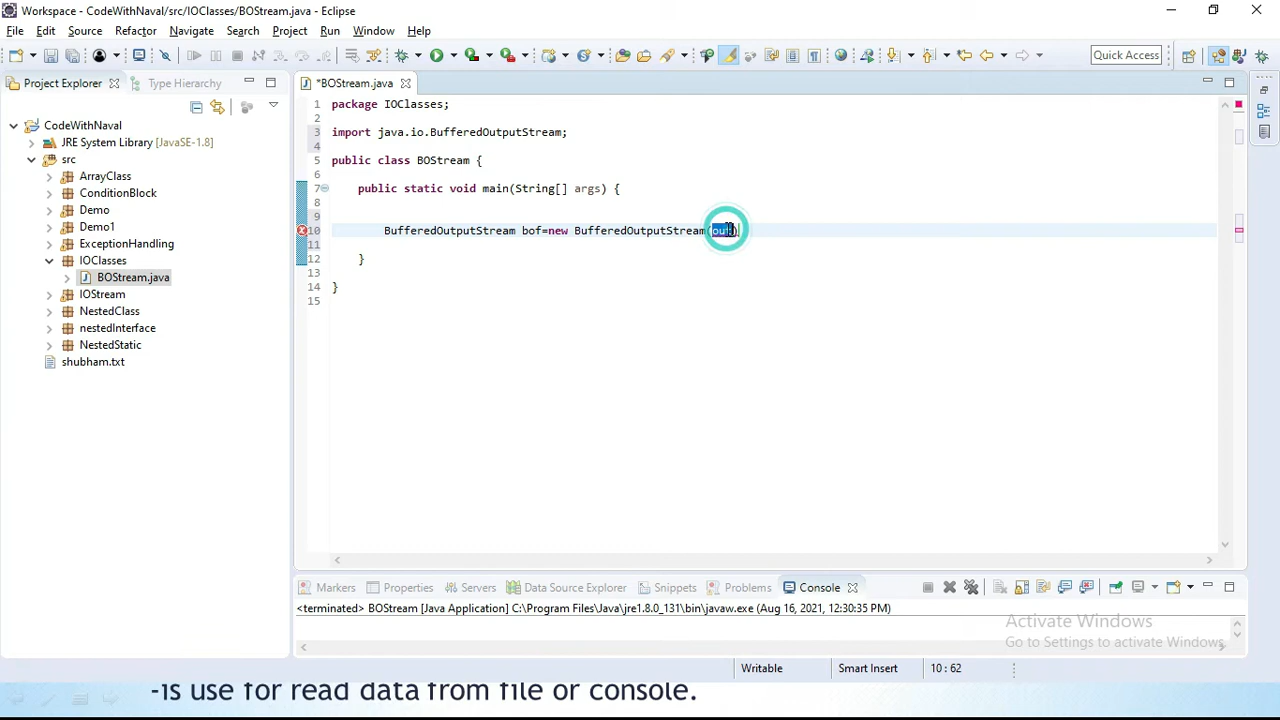 Workspace - CodeWithNaval/src/IOClasses/BOStream.java - Eclipse
File Edit Source Refactor Navigate Search Project Run Window Help
Quick Access
Project Explorer Type Hierarchy
*BOStream.java
CodeWithNaval
JRE System Library [JavaSE-1.8]
src
ArrayClass
ConditionBlock
Demo
Demo1
ExceptionHandling
IOClasses
BOStream.java
IOStream
NestedClass
nestedInterface
NestedStatic
shubham.txt
1 package IOClasses;
2
3 import java.io.BufferedOutputStream;
4
5 public class BOStream {
6
7 public static void main(String[] args) {
8
9
10 BufferedOutputStream bof=new BufferedOutputStream(out)
11
12 }
13
14 }
15
Markers Properties Servers Data Source Explorer Snippets Problems Console
<terminated> BOStream [Java Application] C:\Program Files\Java\jre1.8.0_131\bin\javaw.exe (Aug 16, 2021, 12:30:35 PM)
Activate Windows
Go to Settings to activate Windows.
Writable Smart Insert 10 : 62
-is use for read data from file or console.